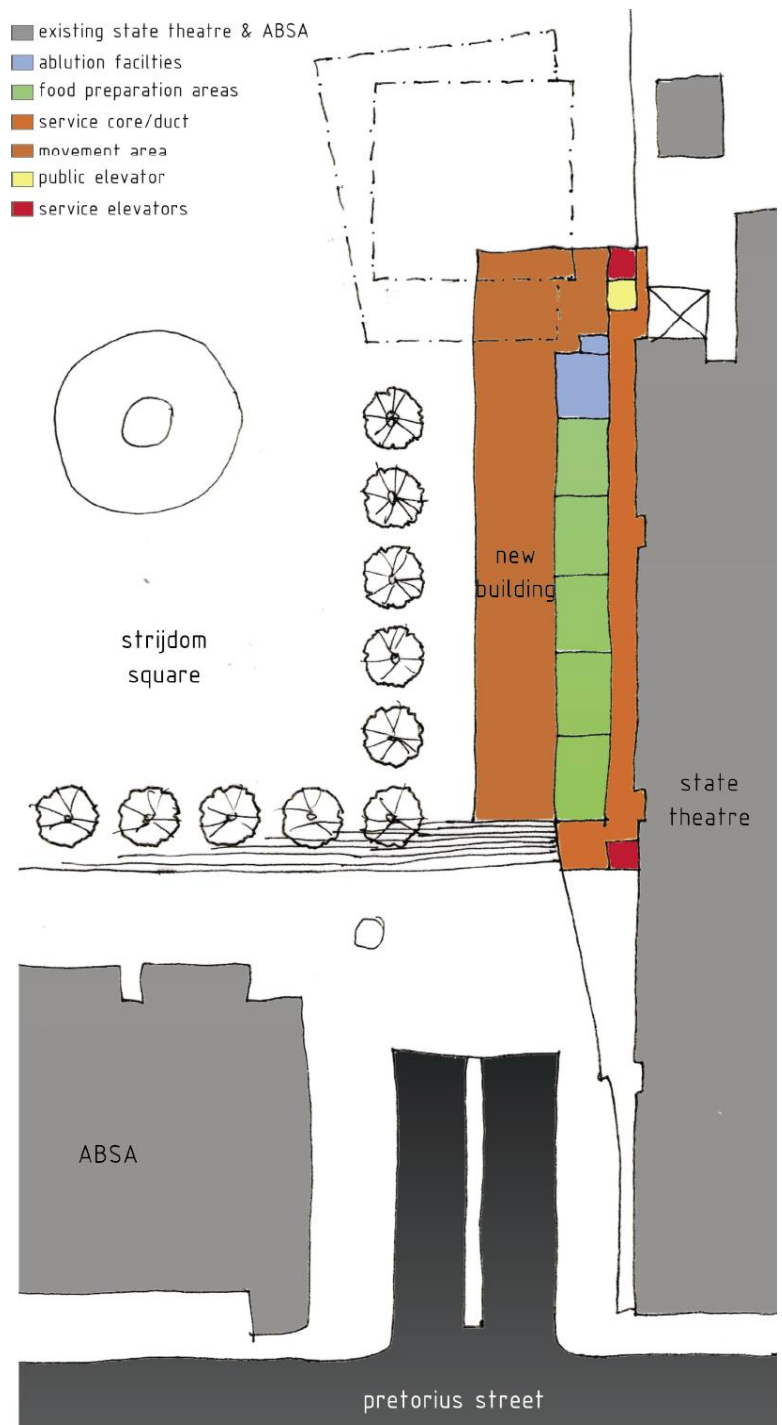 existing state theatre & ABSA
ablution facilties
food preparation areas
service core/duct
movement area
public elevator
service elevators
new
building
strijdom
square
state
theatre
ABSA
pretorius street